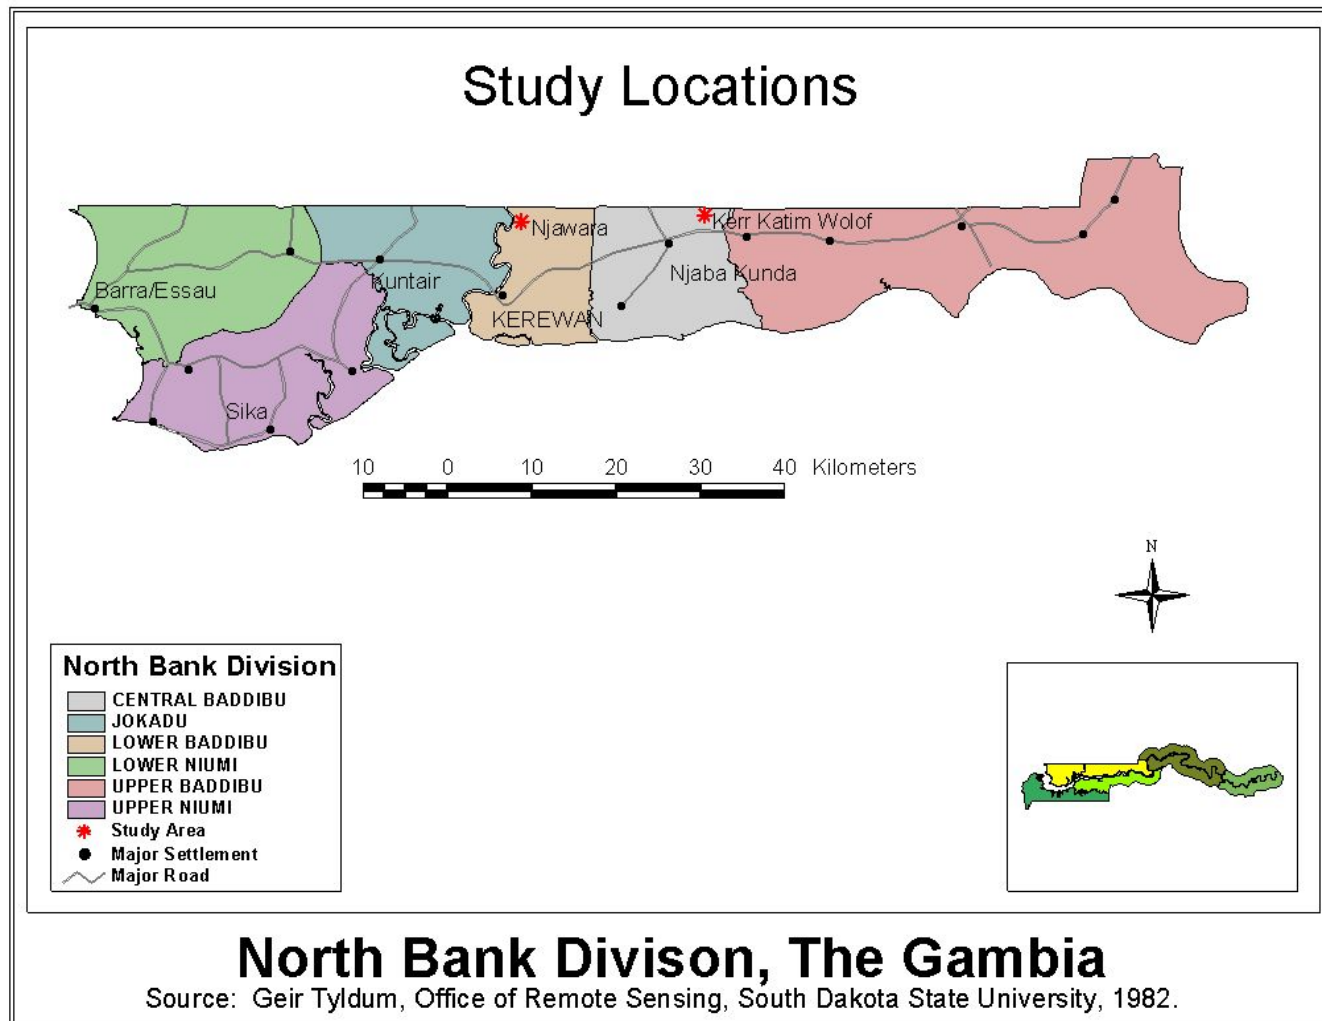 Study Locations
Njawara
Kerr Katim Wolof
Kuntair
Njaba Kunda
Barra/Essau
KEREWAN
Sika
10 0 10 20 30 40 Kilometers
N
North Bank Division
CENTRAL BADDIBU
JOKADU
LOWER BADDIBU
LOWER NIUMI
UPPER BADDIBU
UPPER NIUMI
Study Area
Major Settlement
Major Road
North Bank Divison, The Gambia
Source: Geir Tyldum, Office of Remote Sensing, South Dakota State University, 1982.